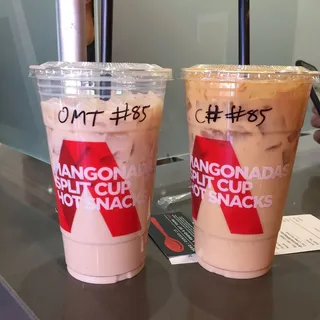 OMT #85
MANGONADAS
SPLIT CUP
HOT SNACKS
C# #85
MANGONADAS
SPLIT CUP
HOT SNACKS